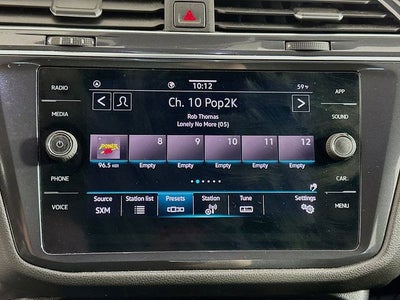 RADIO
10:12
59°F
APP
Ch. 10 Pop2K
MEDIA
SOUND
Rob Thomas
Lonely No More (05)
POWER
8
9
10
11
12
96.5
Empty
Empty
Empty
Empty
Empty
PHONE
CAR
Source
Station list
Presets
Station
Tune
Settings
SXM
VOICE
MENU